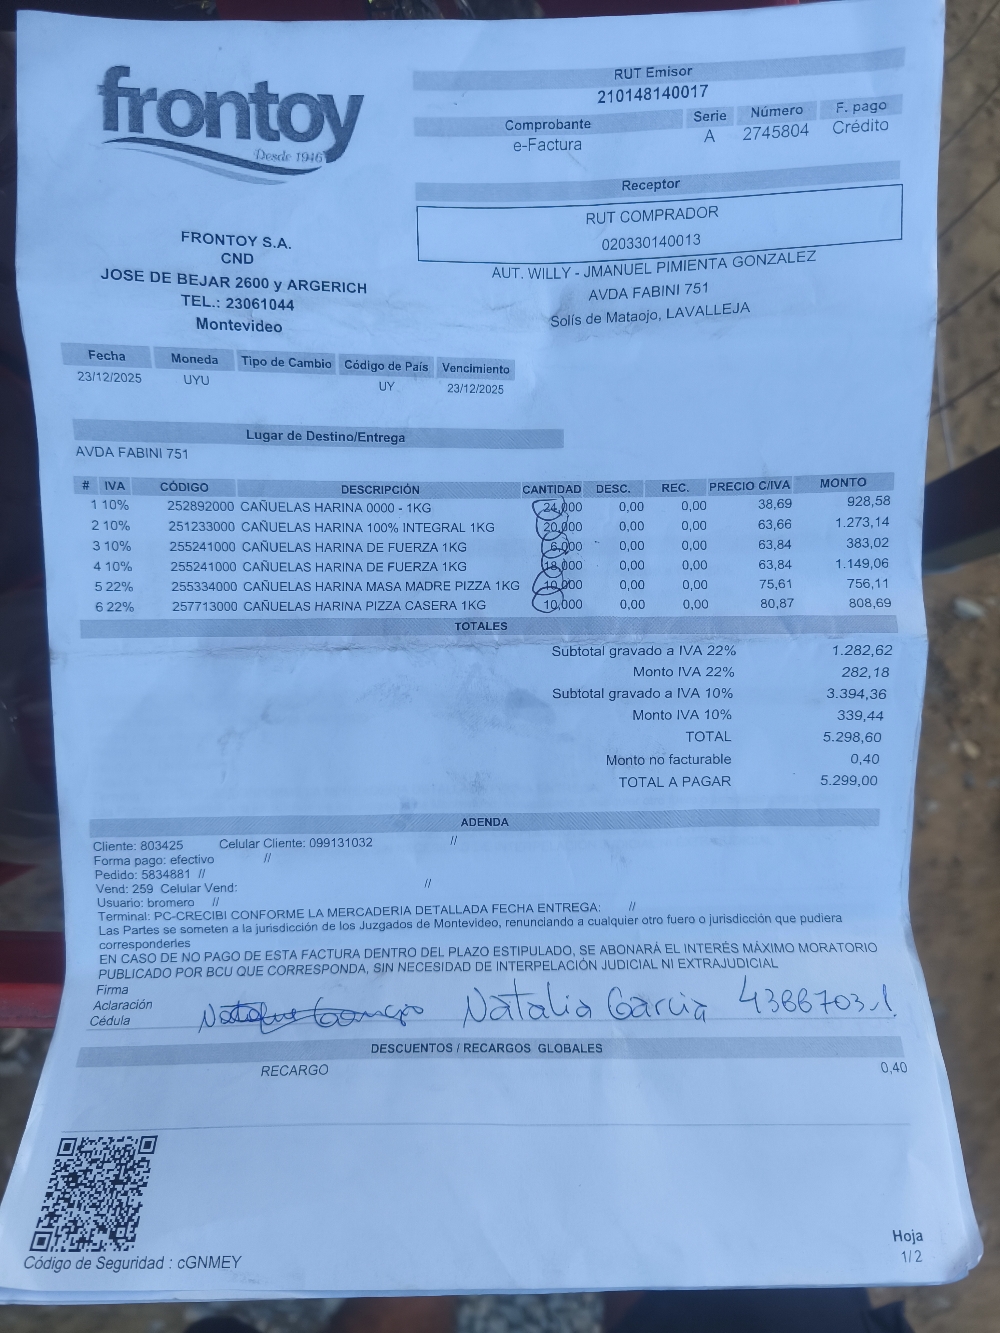 frontoy
Desde 1946
RUT Emisor
210148140017
Comprobante Serie Número F. pago
e-Factura A 2745804 Crédito
Receptor
RUT COMPRADOR
020330140013
AUT. WILLY - JMANUEL PIMIENTA GONZALEZ
AVDA FABINI 751
Solís de Mataojo, LAVALLEJA
FRONTOY S.A.
CND
JOSE DE BEJAR 2600 y ARGERICH
TEL.: 23061044
Montevideo
Fecha Moneda Tipo de Cambio Código de País Vencimiento
23/12/2025 UYU UY 23/12/2025
Lugar de Destino/Entrega
AVDA FABINI 751
# IVA CÓDIGO DESCRIPCIÓN CANTIDAD DESC. REC. PRECIO C/IVA MONTO
1 10% 252892000 CAÑUELAS HARINA 0000 - 1KG 24,000 0,00 0,00 38,69 928,58
2 10% 251233000 CAÑUELAS HARINA 100% INTEGRAL 1KG 20,000 0,00 0,00 63,66 1.273,14
3 10% 255241000 CAÑUELAS HARINA DE FUERZA 1KG 6,000 0,00 0,00 63,84 383,02
4 10% 255241000 CAÑUELAS HARINA DE FUERZA 1KG 18,000 0,00 0,00 63,84 1.149,06
5 22% 255334000 CAÑUELAS HARINA MASA MADRE PIZZA 1KG 10,000 0,00 0,00 75,61 756,11
6 22% 257713000 CAÑUELAS HARINA PIZZA CASERA 1KG 10,000 0,00 0,00 80,87 808,69
TOTALES
Subtotal gravado a IVA 22% 1.282,62
Monto IVA 22% 282,18
Subtotal gravado a IVA 10% 3.394,36
Monto IVA 10% 339,44
TOTAL 5.298,60
Monto no facturable 0,40
TOTAL A PAGAR 5.299,00
ADENDA
Cliente: 803425 Celular Cliente: 099131032 //
Forma pago: efectivo //
Pedido: 5834881 //
Vend: 259 Celular Vend: //
Usuario: bromero //
Terminal: PC-CRECIBI CONFORME LA MERCADERIA DETALLADA FECHA ENTREGA: //
Las Partes se someten a la jurisdicción de los Juzgados de Montevideo, renunciando a cualquier otro fuero o jurisdicción que pudiera
corresponderles
EN CASO DE NO PAGO DE ESTA FACTURA DENTRO DEL PLAZO ESTIPULADO, SE ABONARÁ EL INTERÉS MÁXIMO MORATORIO
PUBLICADO POR BCU QUE CORRESPONDA, SIN NECESIDAD DE INTERPELACIÓN JUDICIAL NI EXTRAJUDICIAL
Firma
Aclaración Natalia Garcia 4388703.1
Cédula
DESCUENTOS / RECARGOS GLOBALES
RECARGO 0,40
Código de Seguridad : cGNMEY
Hoja
1/2